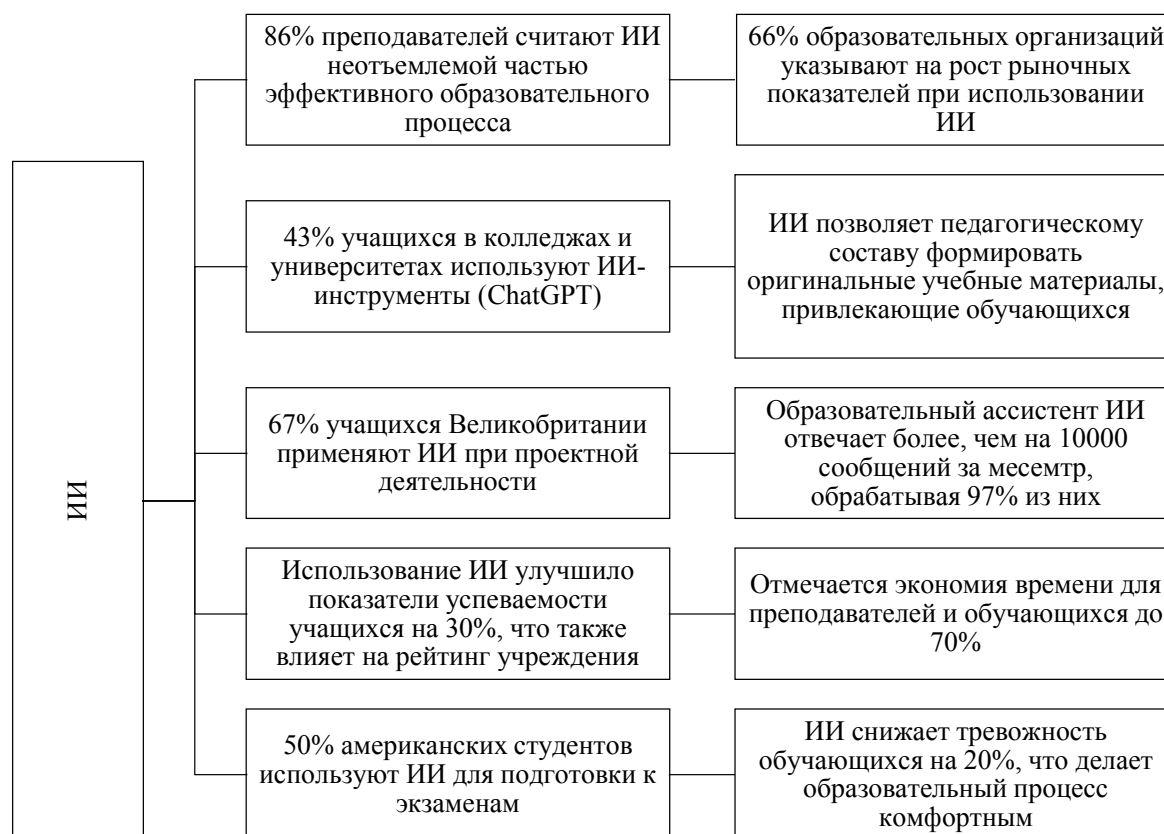 86% преподавателей считают ИИ
неотъемлемой частью
эффективного образовательного
процесса
66% образовательных организаций
указывают на рост рыночных
показателей при использовании
ИИ
ИИ
43% учащихся в колледжах и
университетах используют ИИ-
инструменты (ChatGPT)
ИИ позволяет педагогическому
составу формировать
оригинальные учебные материалы,
привлекающие обучающихся
67% учащихся Великобритании
применяют ИИ при проектной
деятельности
Образовательный ассистент ИИ
отвечает более, чем на 10000
сообщений за месемтр,
обрабатывая 97% из них
Использование ИИ улучшило
показатели успеваемости
учащихся на 30%, что также
влияет на рейтинг учреждения
Отмечается экономия времени для
преподавателей и обучающихся до
70%
50% американских студентов
используют ИИ для подготовки к
экзаменам
ИИ снижает тревожность
обучающихся на 20%, что делает
образовательный процесс
комфортным